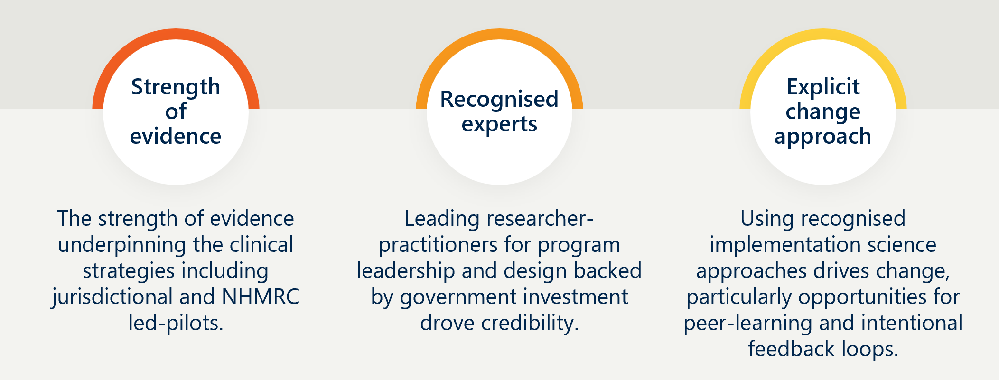 Strength
of
evidence
The strength of evidence
underpinning the clinical
strategies including
jurisdictional and NHMRC
led-pilots.
Recognised
experts
Leading researcher-
practitioners for program
leadership and design backed
by government investment
drove credibility.
Explicit
change
approach
Using recognised
implementation science
approaches drives change,
particularly opportunities for
peer-learning and intentional
feedback loops.